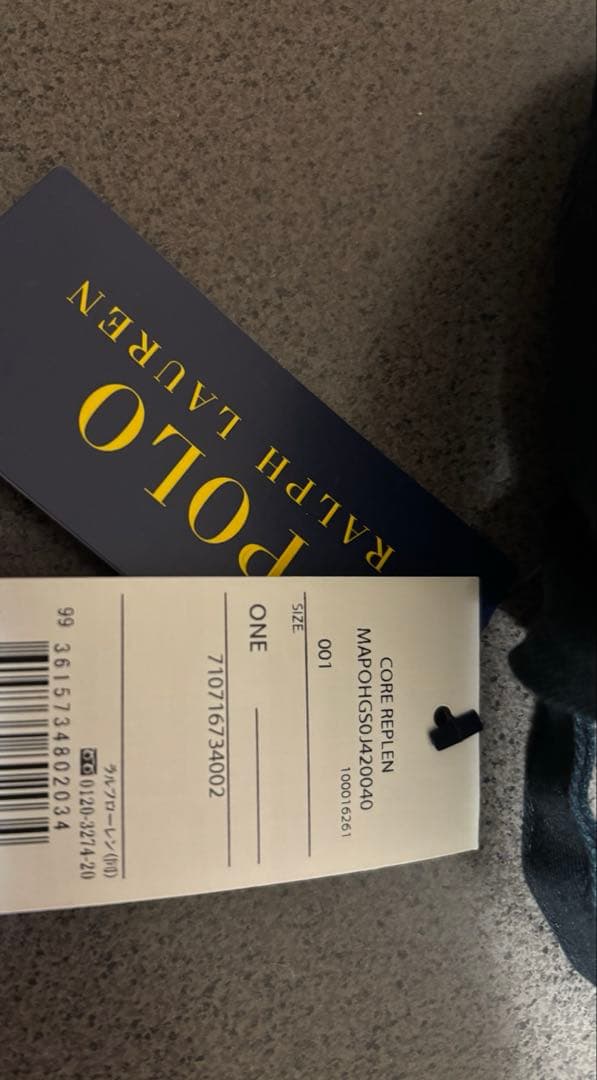 POLO
RALPH LAUREN
CORE REPLEN
MAPOHGS0J420040
001 100016261
SIZE
ONE
710716734002
ラルフローレン(同)
0120-3274-20
99 3615734802034